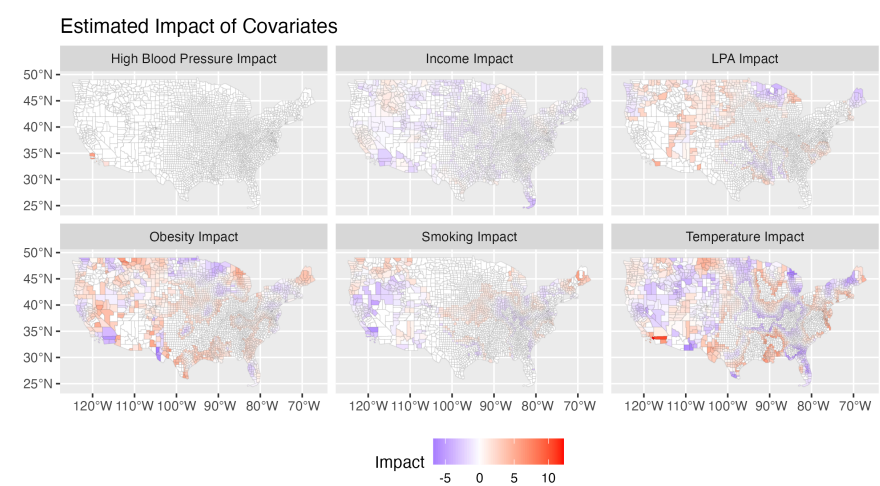 Estimated Impact of Covariates
High Blood Pressure Impact
Income Impact
LPA Impact
50°N
45°N
40°N
35°N
30°N
25°N
Obesity Impact
Smoking Impact
Temperature Impact
50°N
45°N
40°N
35°N
30°N
25°N
120°W 110°W 100°W 90°W 80°W 70°W
120°W 110°W 100°W 90°W 80°W 70°W
120°W 110°W 100°W 90°W 80°W 70°W
Impact
-5 0 5 10